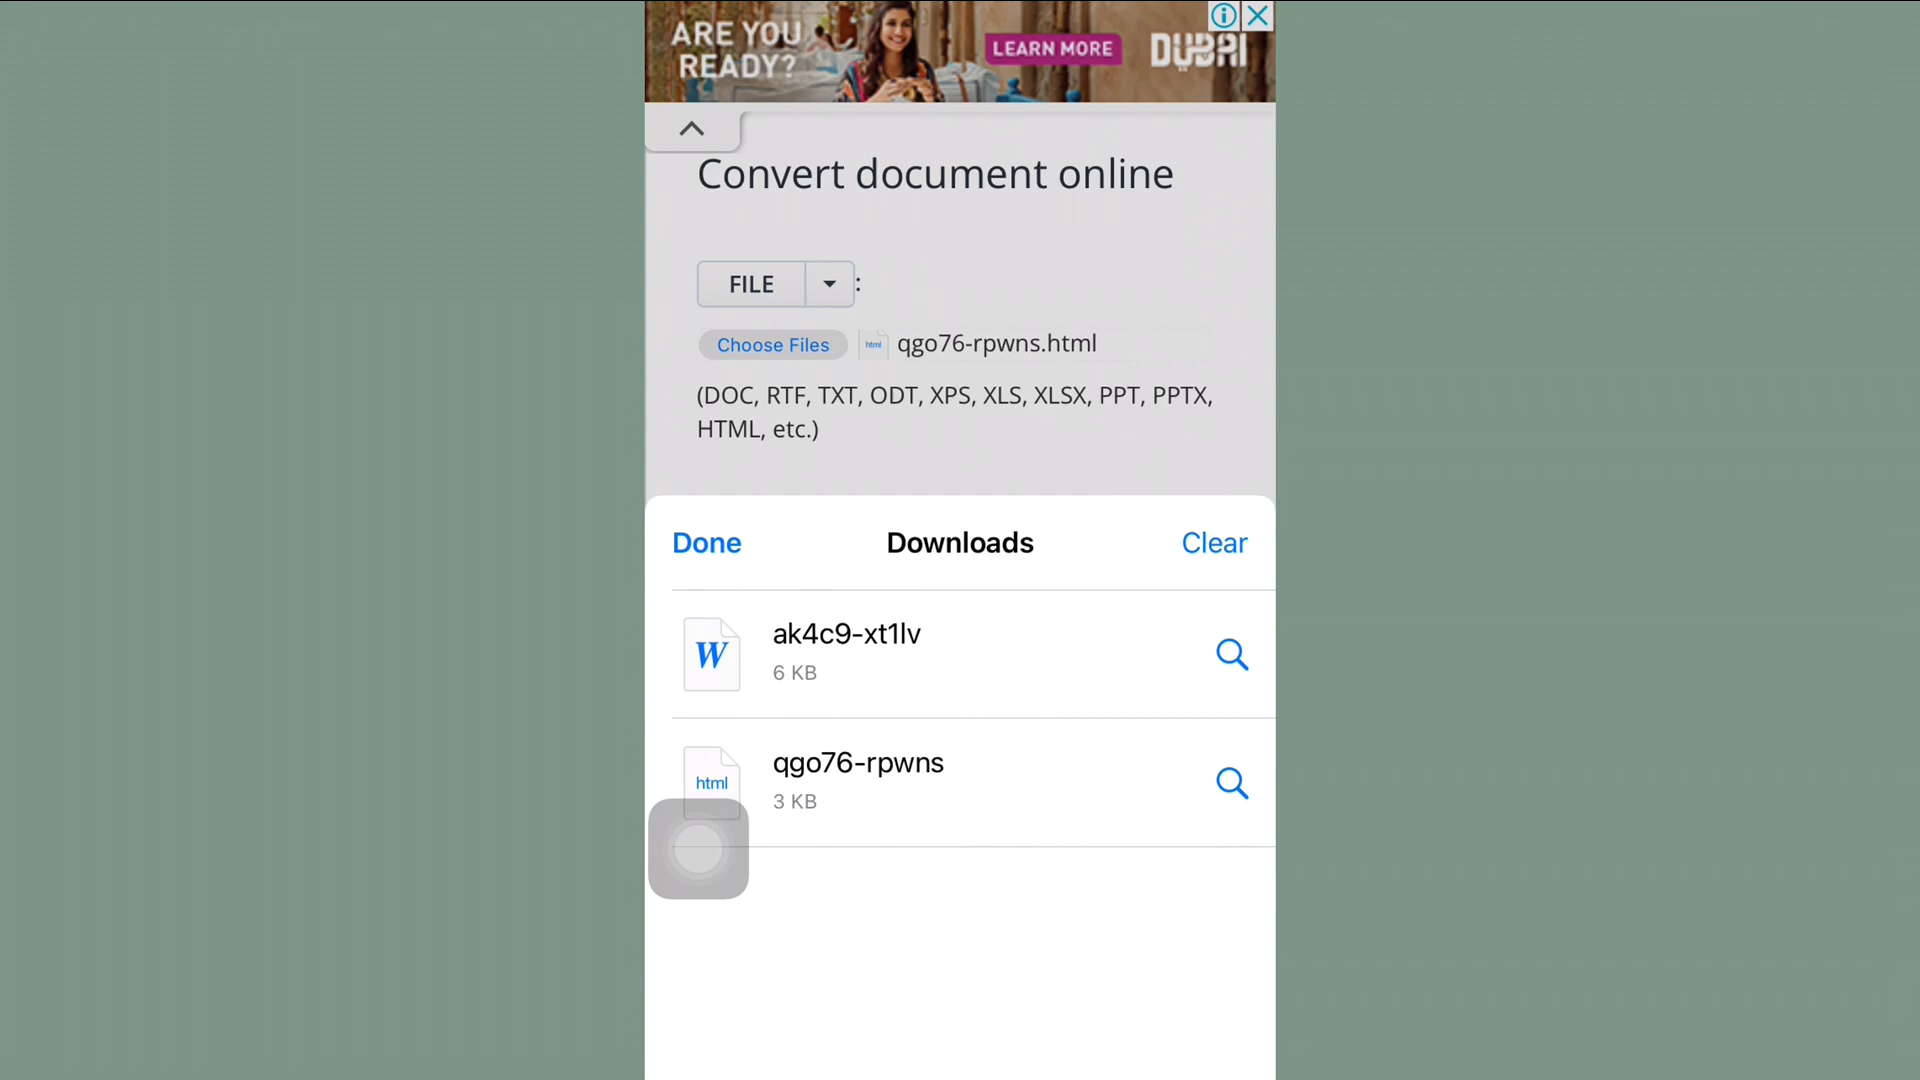 ARE YOU
READY?
LEARN MORE
DUBAI
Convert document online
FILE :
Choose Files html qgo76-rpwns.html
(DOC, RTF, TXT, ODT, XPS, XLS, XLSX, PPT, PPTX,
HTML, etc.)
Done Downloads Clear
W
ak4c9-xt1lv
6 KB
html
qgo76-rpwns
3 KB